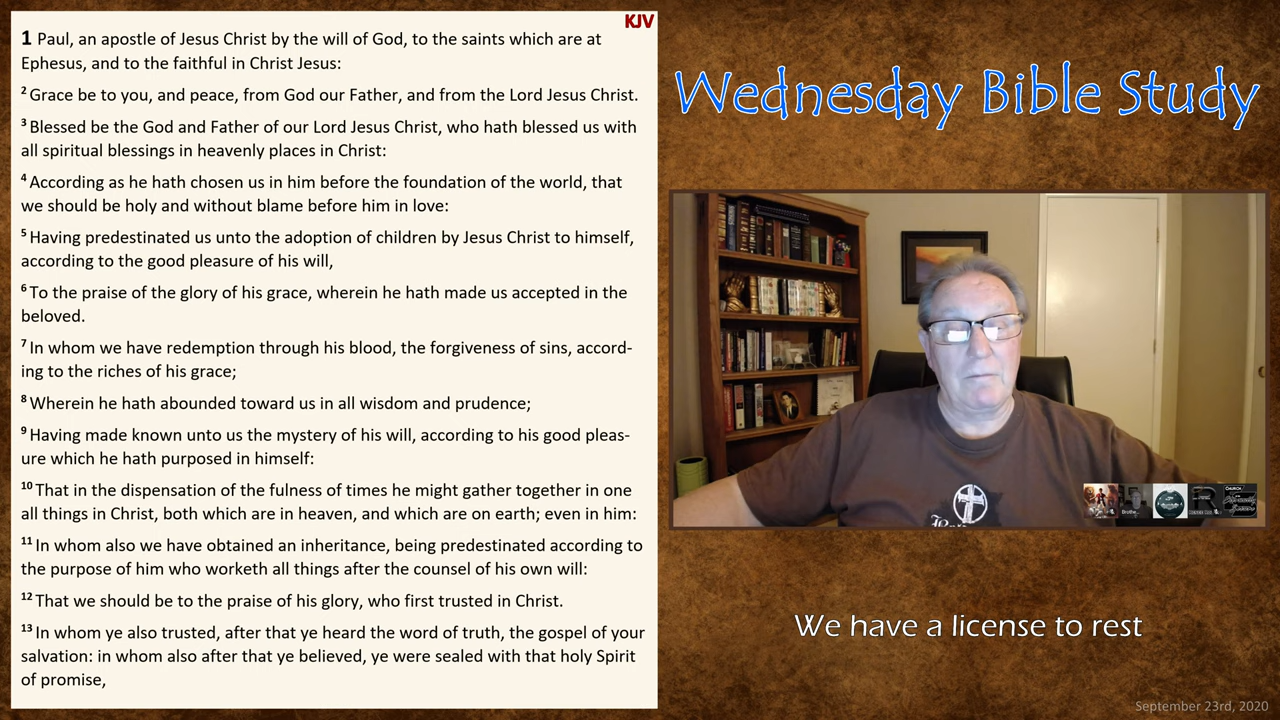 KJV
1 Paul, an apostle of Jesus Christ by the will of God, to the saints which are at
Ephesus, and to the faithful in Christ Jesus:
2 Grace be to you, and peace, from God our Father, and from the Lord Jesus Christ.
3 Blessed be the God and Father of our Lord Jesus Christ, who hath blessed us with
all spiritual blessings in heavenly places in Christ:
4 According as he hath chosen us in him before the foundation of the world, that
we should be holy and without blame before him in love:
5 Having predestinated us unto the adoption of children by Jesus Christ to himself,
according to the good pleasure of his will,
6 To the praise of the glory of his grace, wherein he hath made us accepted in the
beloved.
7 In whom we have redemption through his blood, the forgiveness of sins, accord-
ing to the riches of his grace;
8 Wherein he hath abounded toward us in all wisdom and prudence;
9 Having made known unto us the mystery of his will, according to his good pleas-
ure which he hath purposed in himself:
10 That in the dispensation of the fulness of times he might gather together in one
all things in Christ, both which are in heaven, and which are on earth; even in him:
11 In whom also we have obtained an inheritance, being predestinated according to
the purpose of him who worketh all things after the counsel of his own will:
12 That we should be to the praise of his glory, who first trusted in Christ.
13 In whom ye also trusted, after that ye heard the word of truth, the gospel of your
salvation: in whom also after that ye believed, ye were sealed with that holy Spirit
of promise,
Wednesday Bible Study
Brothe...
CHURCH
We have a license to rest
September 23rd, 2020